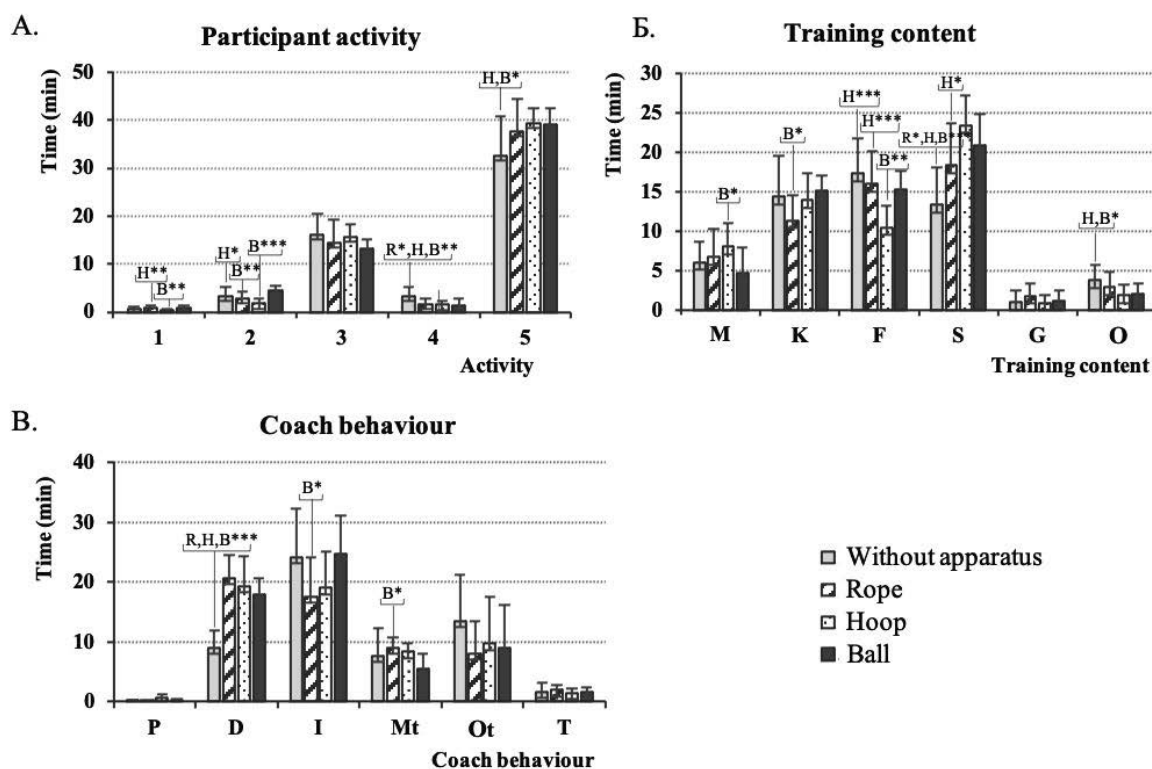 А.
Participant activity
Time (min)
50
40
30
20
10
0
H**
B**
H*
B**
B***
R*,H,B**
H,B*
1 2 3 4 5
Activity
Б.
Training content
Time (min)
30
25
20
15
10
5
0
B*
B*
H***
H***
B**
H*
R*,H,B***
H,B*
M K F S G O
Training content
В.
Coach behaviour
Time (min)
40
30
20
10
0
R,H,B***
B*
B*
P D I Mt Ot T
Coach behaviour
Without apparatus
Rope
Hoop
Ball